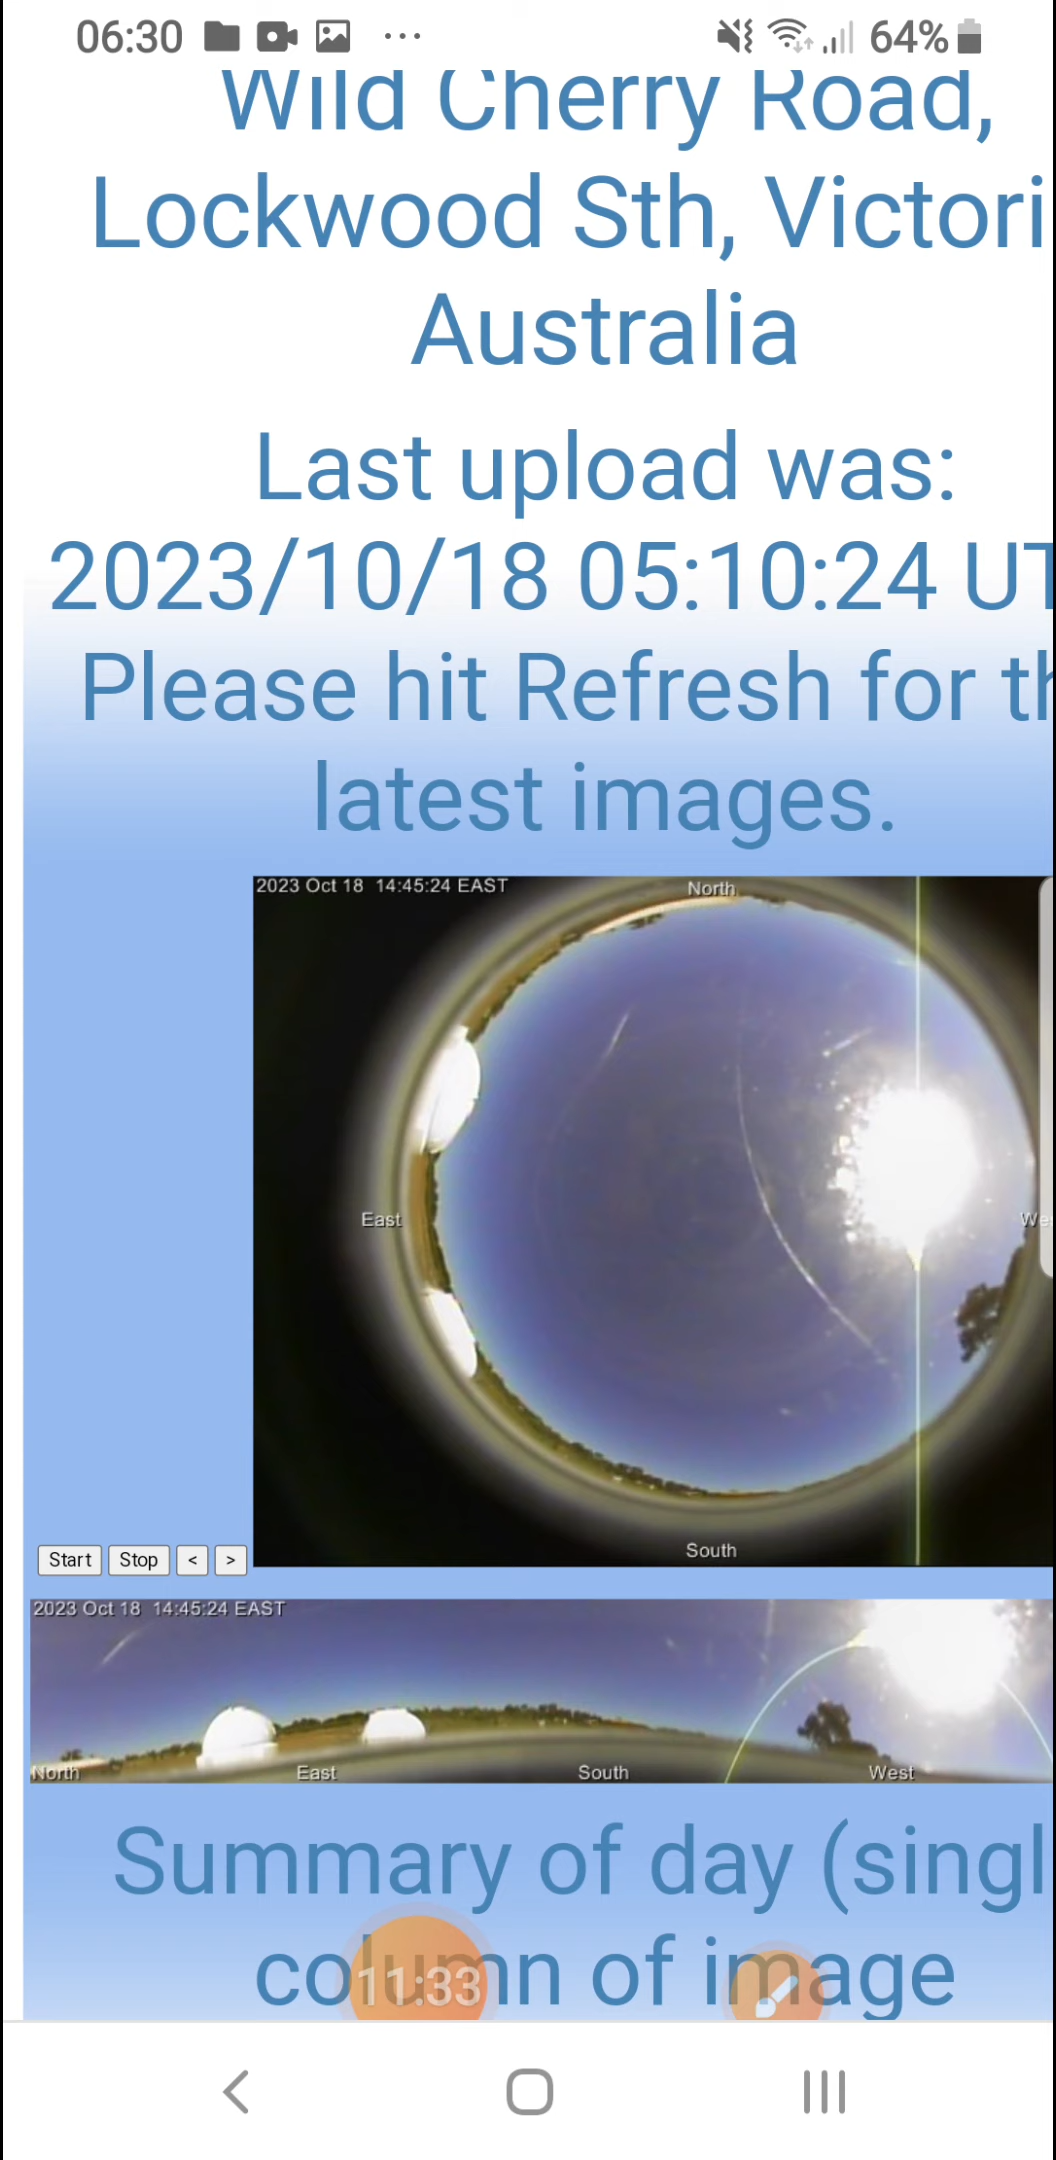 06:30 ... 64%
Wild Cherry Road,
Lockwood Sth, Victori
Australia
Last upload was:
2023/10/18 05:10:24 UT
Please hit Refresh for th
latest images.
2023 Oct 18 14:45:24 EAST
North
East
We
South
Start Stop < >
2023 Oct 18 14:45:24 EAST
North East South West
Summary of day (singl
column of image
11:33